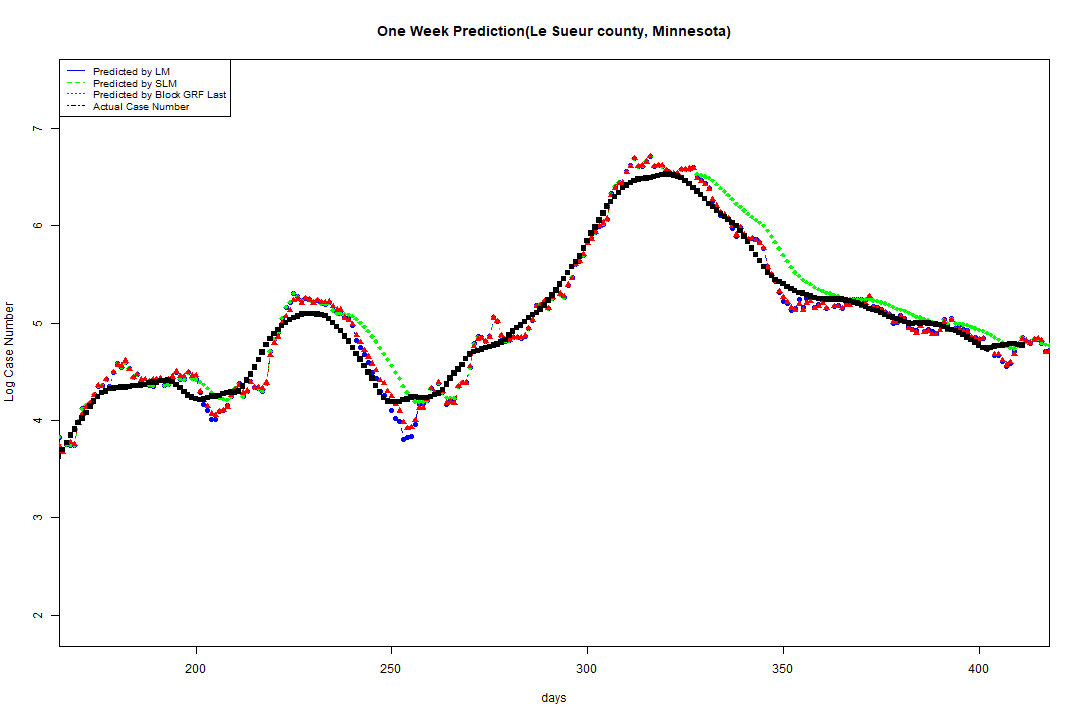 One Week Prediction(Le Sueur county, Minnesota)
Predicted by LM
Predicted by SLM
Predicted by Block GRF Last
Actual Case Number
7
6
5
4
3
2
Log Case Number
200 250 300 350 400
days